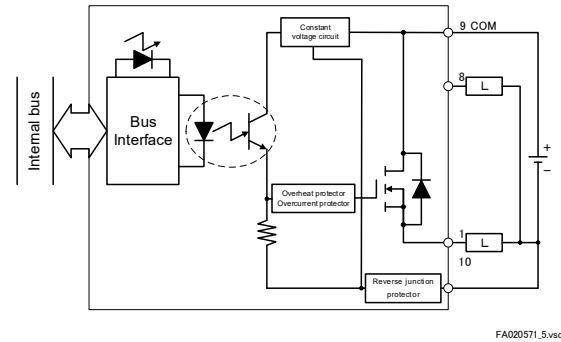 Constant
voltage circuit
9 COM
8
L
Internal bus
Bus
Interface
+
−
Overheat protector
Overcurrent protector
1
L
10
Reverse junction
protector
FA020571_5.vsd